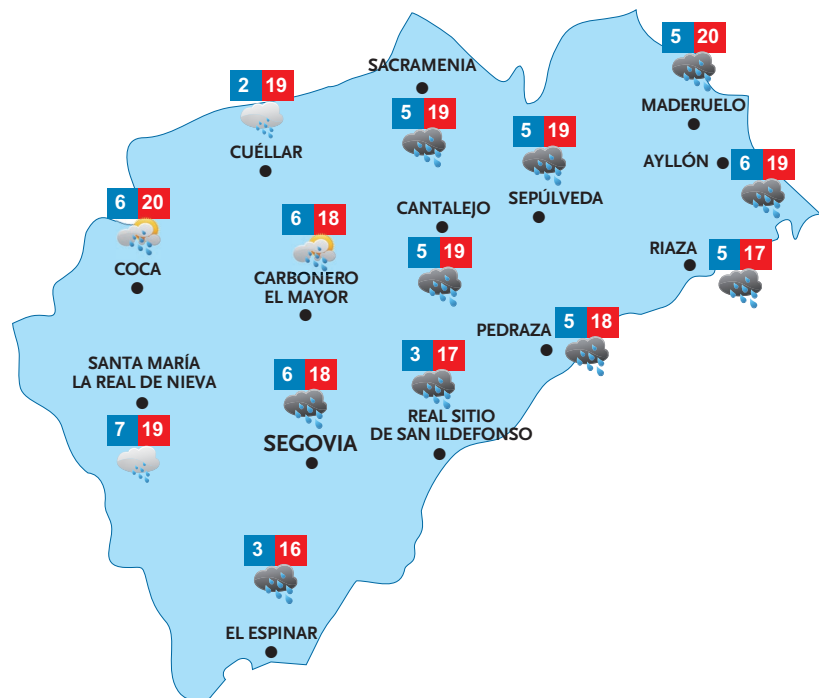 5 20
MADERUELO
SACRAMENIA
5 19
2 19
CUÉLLAR
5 19
SEPÚLVEDA
AYLLÓN
6 19
6 20
COCA
6 18
CARBONERO
EL MAYOR
CANTALEJO
5 19
RIAZA
5 17
PEDRAZA
5 18
SANTA MARÍA
LA REAL DE NIEVA
7 19
6 18
SEGOVIA
3 17
REAL SITIO
DE SAN ILDEFONSO
3 16
EL ESPINAR